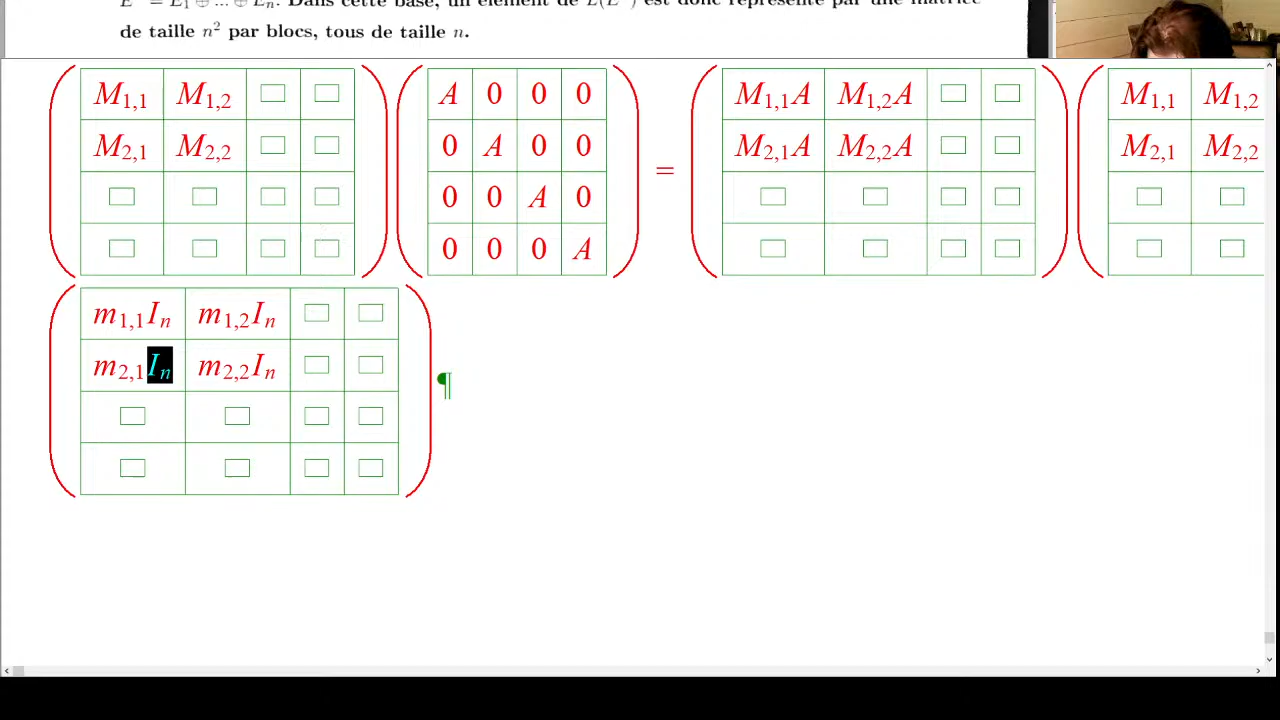 de taille n² par blocs, tous de taille n.
M₁,₁ M₁,₂ A 0 0 0 = M₁,₁A M₁,₂A M₁,₁ M₁,₂
M₂,₁ M₂,₂ 0 A 0 0 M₂,₁A M₂,₂A M₂,₁ M₂,₂
0 0 A 0
0 0 0 A
m₁,₁Iₙ m₁,₂Iₙ
m₂,₁Iₙ m₂,₂Iₙ ¶